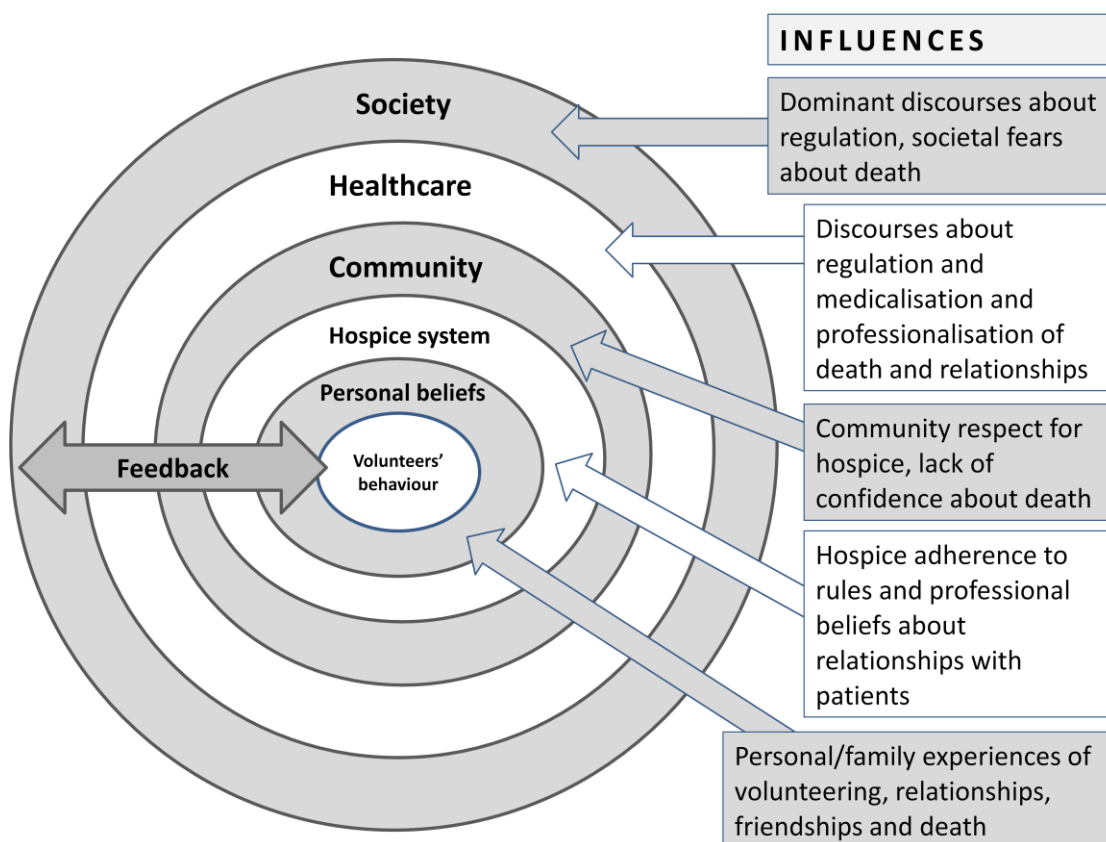 INFLUENCES
Society
Dominant discourses about
regulation, societal fears
about death
Healthcare
Discourses about
regulation and
medicalisation and
professionalisation of
death and relationships
Community
Hospice system
Personal beliefs
Community respect for
hospice, lack of
confidence about death
Feedback
Volunteers’
behaviour
Hospice adherence to
rules and professional
beliefs about
relationships with
patients
Personal/family experiences of
volunteering, relationships,
friendships and death